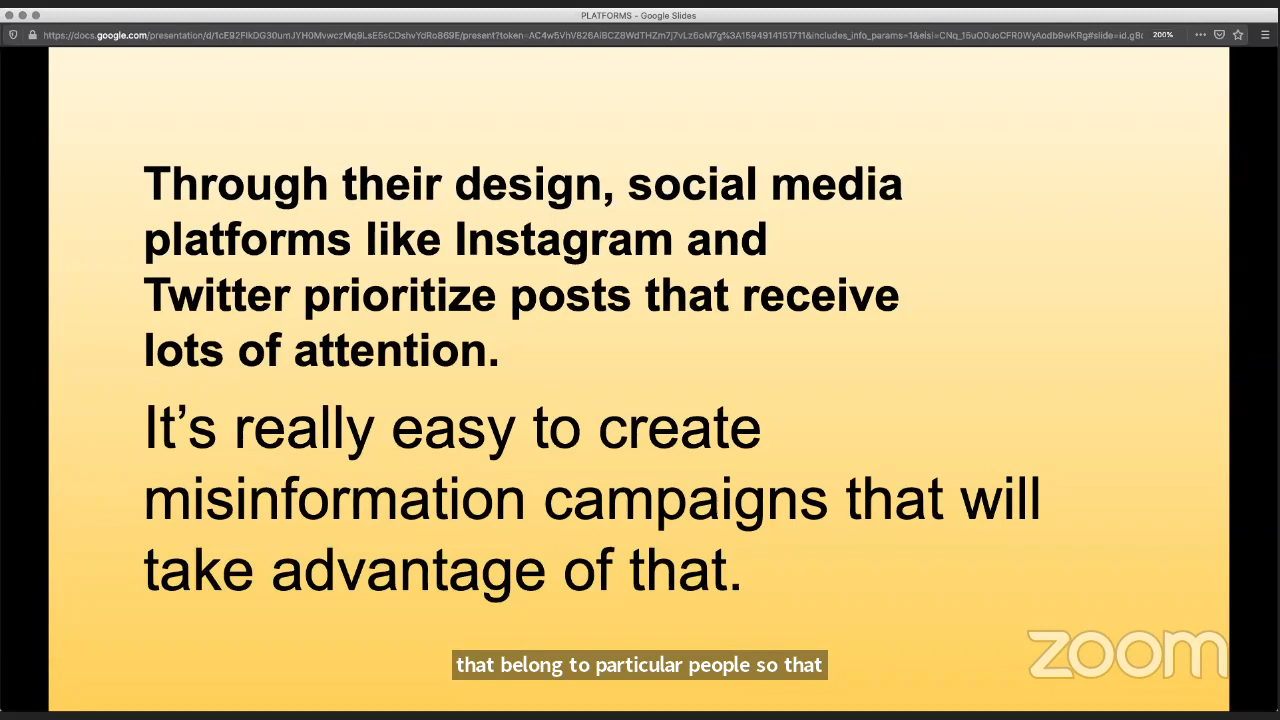 PLATFORMS - Google Slides
200%
Through their design, social media
platforms like Instagram and
Twitter prioritize posts that receive
lots of attention.
It’s really easy to create
misinformation campaigns that will
take advantage of that.
that belong to particular people so that
zoom